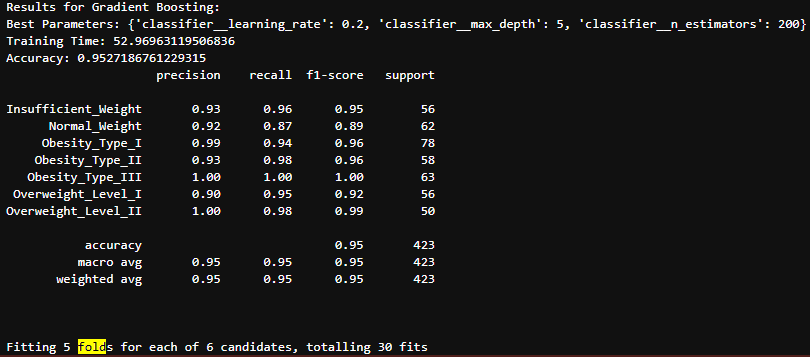 Results for Gradient Boosting:
Best Parameters: {'classifier__learning_rate': 0.2, 'classifier__max_depth': 5, 'classifier__n_estimators': 200}
Training Time: 52.96963119506836
Accuracy: 0.9527186761229315
precision recall f1-score support
Insufficient_Weight 0.93 0.96 0.95 56
Normal_Weight 0.92 0.87 0.89 62
Obesity_Type_I 0.99 0.94 0.96 78
Obesity_Type_II 0.93 0.98 0.96 58
Obesity_Type_III 1.00 1.00 1.00 63
Overweight_Level_I 0.90 0.95 0.92 56
Overweight_Level_II 1.00 0.98 0.99 50
accuracy 0.95 423
macro avg 0.95 0.95 0.95 423
weighted avg 0.95 0.95 0.95 423
Fitting 5 folds for each of 6 candidates, totalling 30 fits